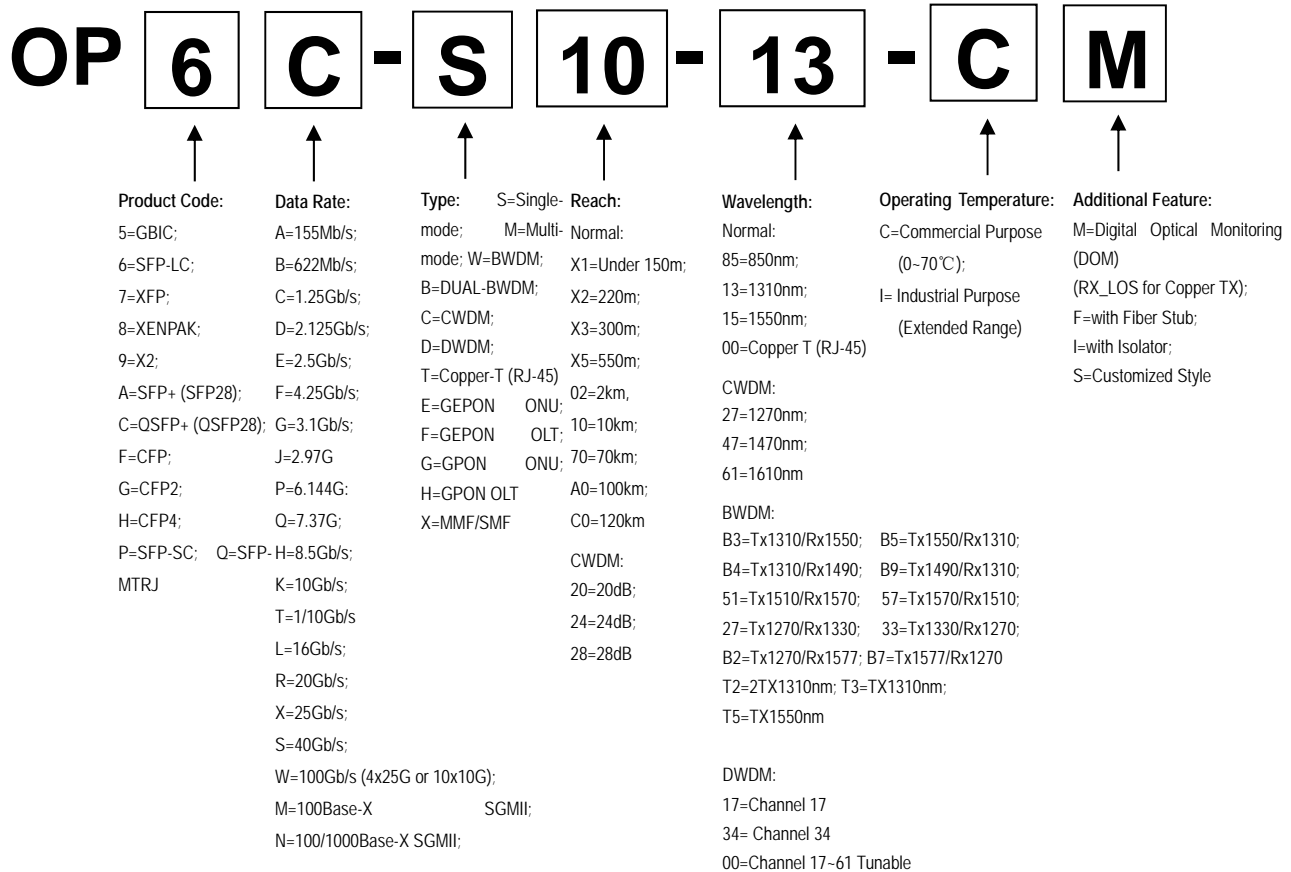 OP 6 C - S 10 - 13 - C M
Product Code:
5=GBIC;
6=SFP-LC;
7=XFP;
8=XENPAK;
9=X2;
A=SFP+ (SFP28);
C=QSFP+ (QSFP28);
F=CFP;
G=CFP2;
H=CFP4;
P=SFP-SC; Q=SFP-
MTRJ
Data Rate:
A=155Mb/s;
B=622Mb/s;
C=1.25Gb/s;
D=2.125Gb/s;
E=2.5Gb/s;
F=4.25Gb/s;
G=3.1Gb/s;
J=2.97G
P=6.144G:
Q=7.37G;
H=8.5Gb/s;
K=10Gb/s;
T=1/10Gb/s
L=16Gb/s;
R=20Gb/s;
X=25Gb/s;
S=40Gb/s;
W=100Gb/s (4x25G or 10x10G);
M=100Base-X SGMII;
N=100/1000Base-X SGMII;
Type: S=Single-
mode; M=Multi-
mode; W=BWDM;
B=DUAL-BWDM;
C=CWDM;
D=DWDM;
T=Copper-T (RJ-45)
E=GEPON ONU;
F=GEPON OLT;
G=GPON ONU;
H=GPON OLT
X=MMF/SMF
Reach:
Normal:
X1=Under 150m;
X2=220m;
X3=300m;
X5=550m;
02=2km,
10=10km;
70=70km;
A0=100km;
C0=120km
CWDM:
20=20dB;
24=24dB;
28=28dB
Wavelength:
Normal:
85=850nm;
13=1310nm;
15=1550nm;
00=Copper T (RJ-45)
CWDM:
27=1270nm;
47=1470nm;
61=1610nm
BWDM:
B3=Tx1310/Rx1550; B5=Tx1550/Rx1310;
B4=Tx1310/Rx1490; B9=Tx1490/Rx1310;
51=Tx1510/Rx1570; 57=Tx1570/Rx1510;
27=Tx1270/Rx1330; 33=Tx1330/Rx1270;
B2=Tx1270/Rx1577; B7=Tx1577/Rx1270
T2=2TX1310nm; T3=TX1310nm;
T5=TX1550nm
DWDM:
17=Channel 17
34= Channel 34
00=Channel 17~61 Tunable
Operating Temperature:
C=Commercial Purpose
(0~70℃);
I= Industrial Purpose
(Extended Range)
Additional Feature:
M=Digital Optical Monitoring
(DOM)
(RX_LOS for Copper TX);
F=with Fiber Stub;
I=with Isolator;
S=Customized Style